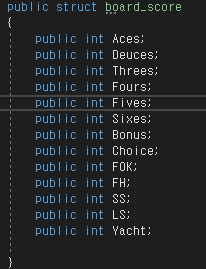 public struct board_score
{
public int Aces;
public int Deuces;
public int Threes;
public int Fours;
public int Fives;
public int Sixes;
public int Bonus;
public int Choice;
public int FOK;
public int FH;
public int SS;
public int LS;
public int Yacht;
}